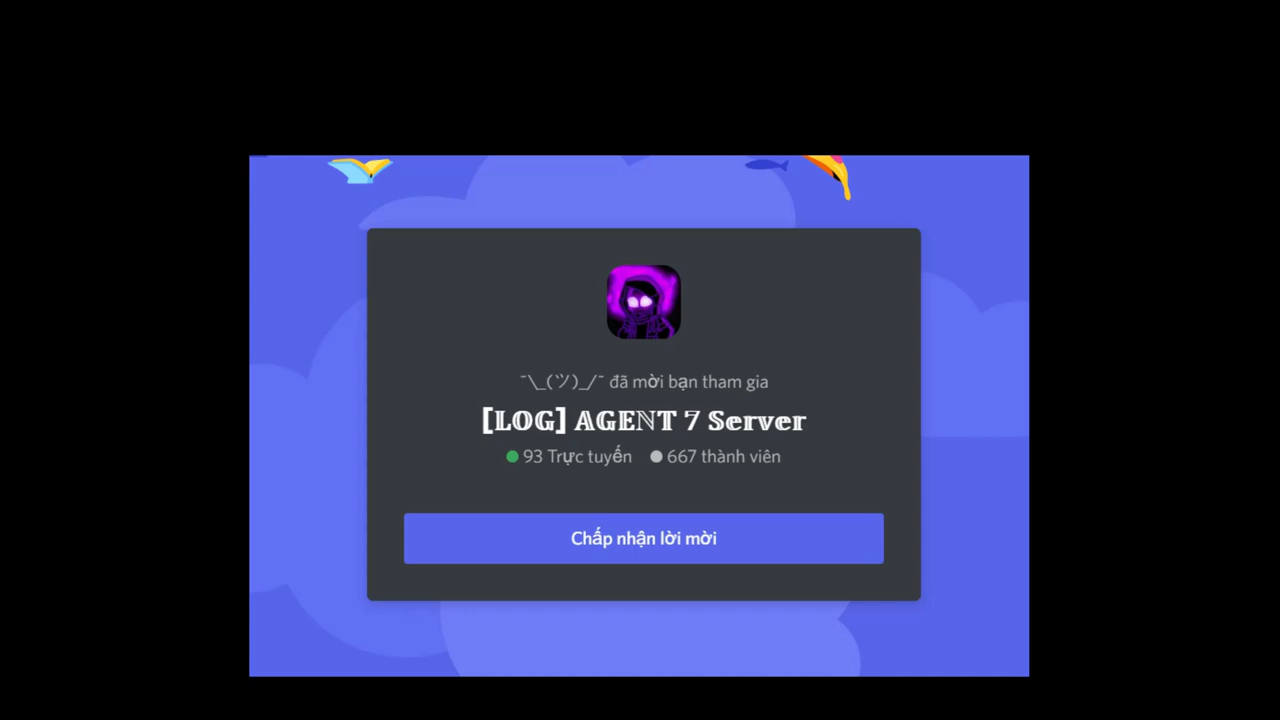 ¯\_(ツ)_/¯ đã mời bạn tham gia
[LOG] AGENT 7 Server
93 Trực tuyến 667 thành viên
Chấp nhận lời mời